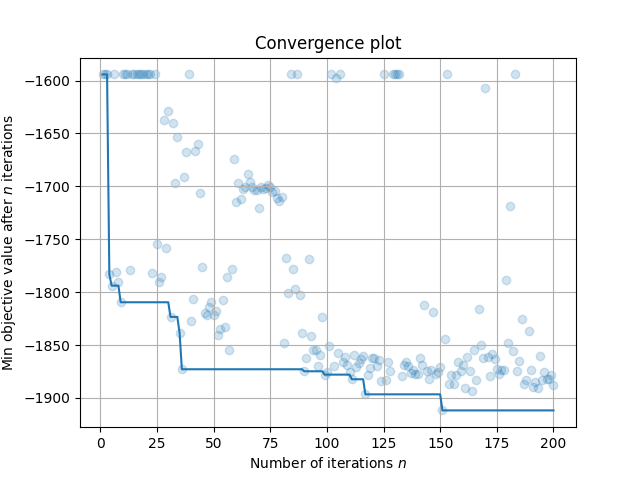 Convergence plot
Min objective value after n iterations
−1600
−1650
−1700
−1750
−1800
−1850
−1900
0 25 50 75 100 125 150 175 200
Number of iterations n